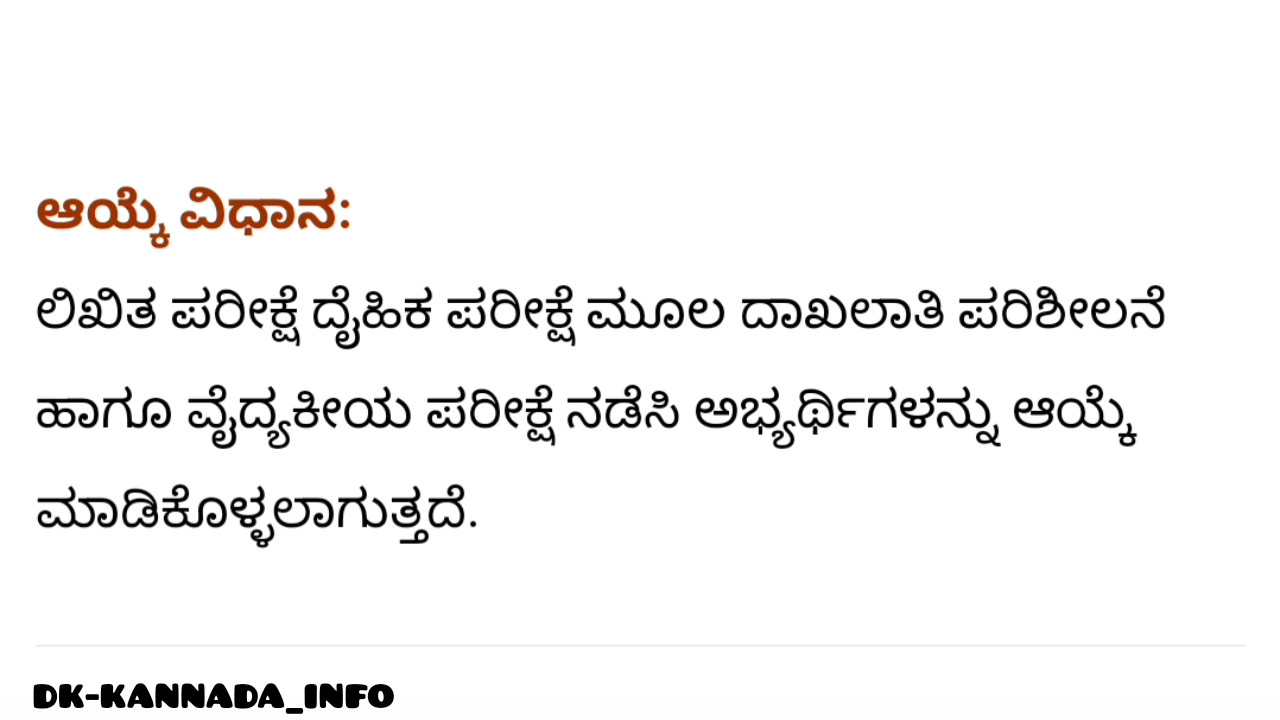 ಆಯ್ಕೆ ವಿಧಾನ:
ಲಿಖಿತ ಪರೀಕ್ಷೆ ದೈಹಿಕ ಪರೀಕ್ಷೆ ಮೂಲ ದಾಖಲಾತಿ ಪರಿಶೀಲನೆ
ಹಾಗೂ ವೈದ್ಯಕೀಯ ಪರೀಕ್ಷೆ ನಡೆಸಿ ಅಭ್ಯರ್ಥಿಗಳನ್ನು ಆಯ್ಕೆ
ಮಾಡಿಕೊಳ್ಳಲಾಗುತ್ತದೆ.
DK-KANNADA_INFO